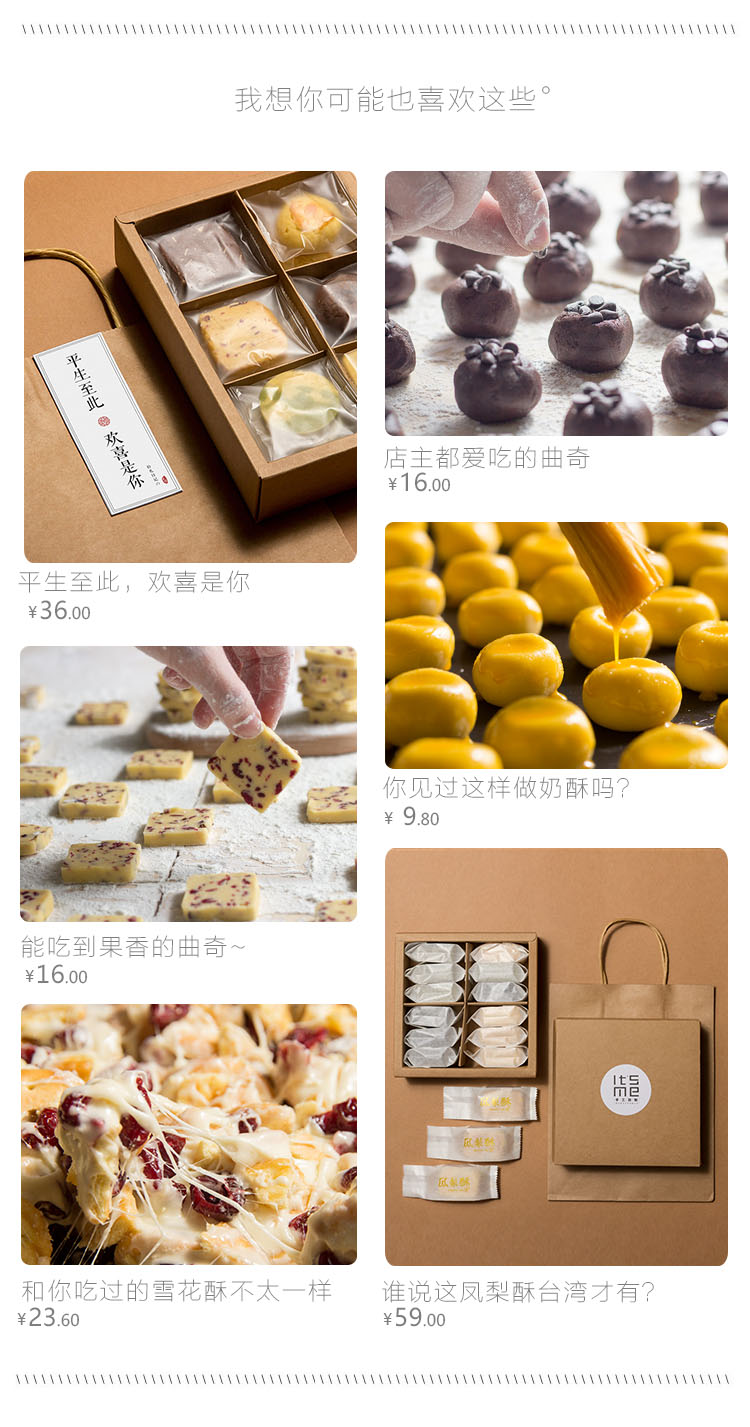 我想你可能也喜欢这些°
平生至此
欢喜是你
平生至此，欢喜是你
¥36.00
店主都爱吃的曲奇
¥16.00
你见过这样做奶酥吗？
¥ 9.80
能吃到果香的曲奇~
¥16.00
Its
me
凤梨酥
凤梨酥
凤梨酥
和你吃过的雪花酥不太一样
¥23.60
谁说这凤梨酥台湾才有？
¥59.00